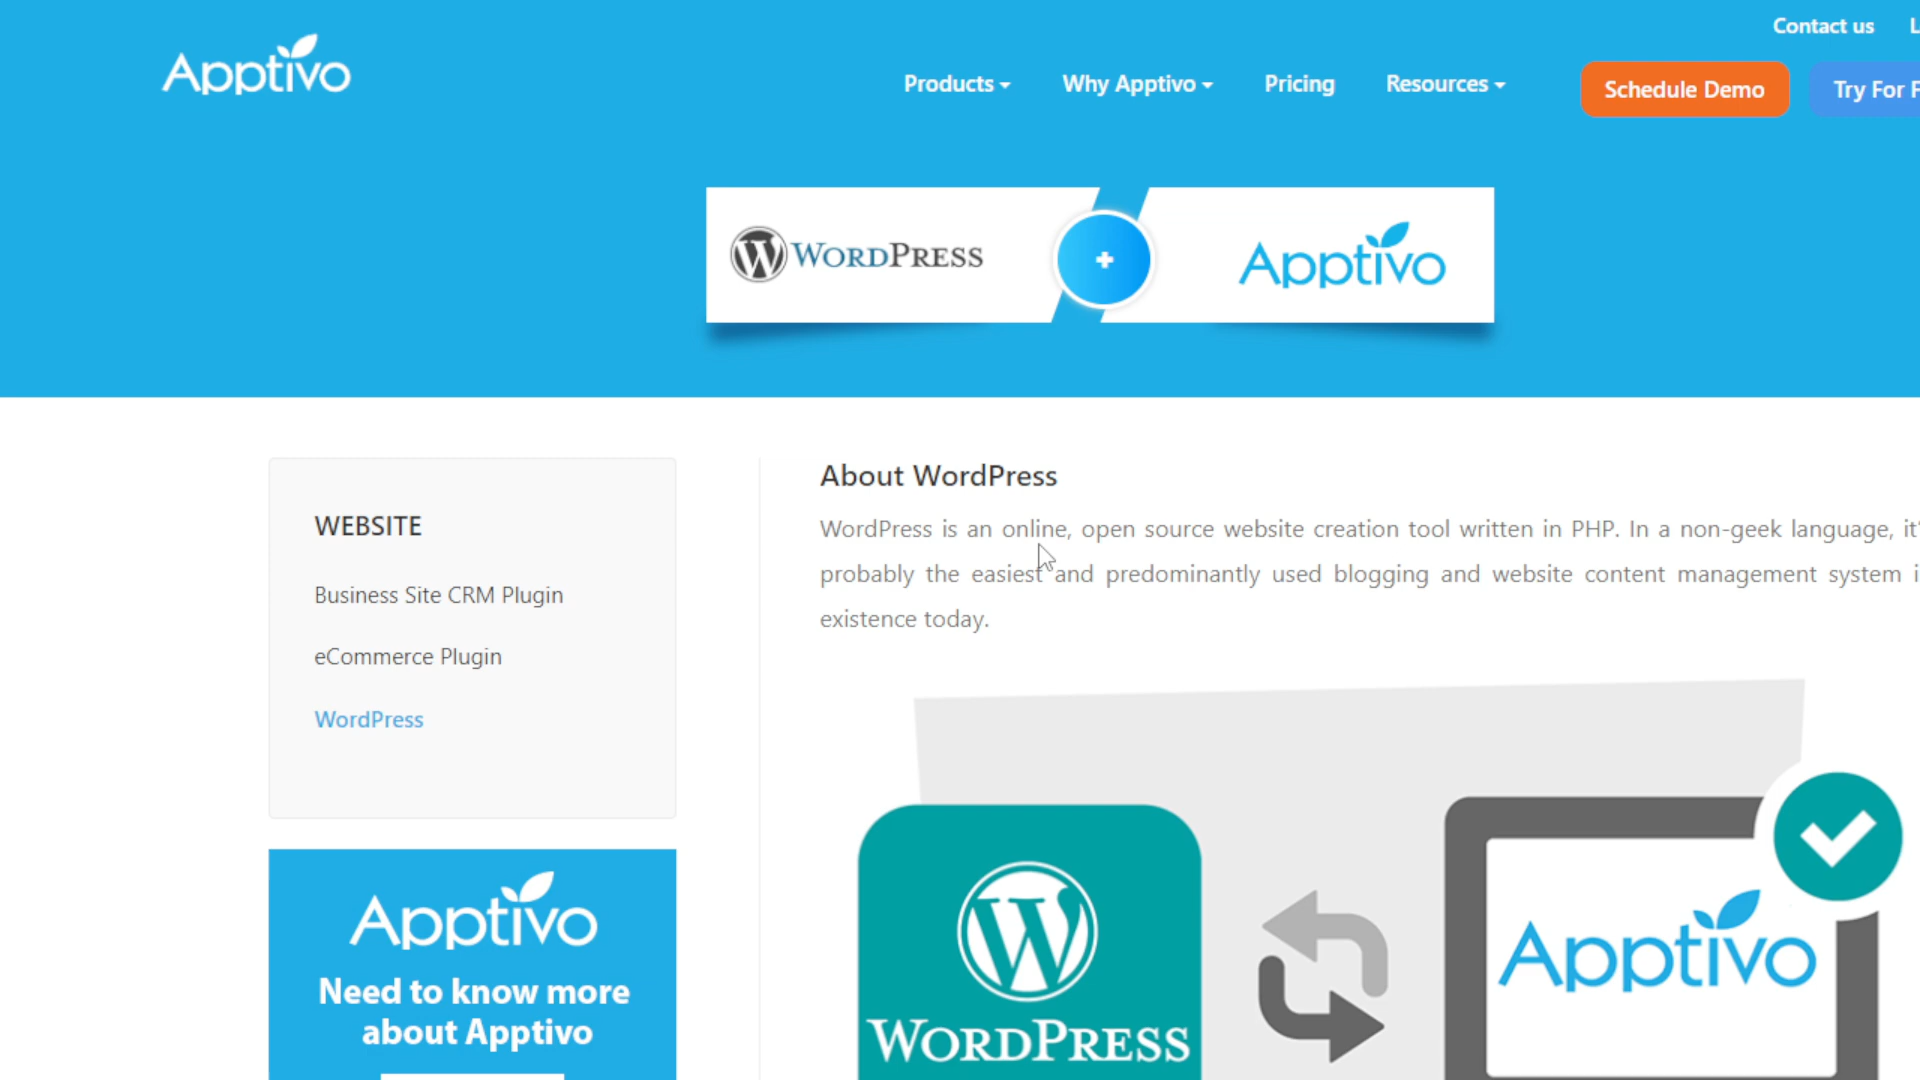 Contact us
Apptivo
Products
Why Apptivo
Pricing
Resources
Schedule Demo
Try For
WORDPRESS
+
Apptivo
WEBSITE
Business Site CRM Plugin
eCommerce Plugin
WordPress
Apptivo
Need to know more
about Apptivo
About WordPress
WordPress is an online, open source website creation tool written in PHP. In a non-geek language,
probably the easiest and predominantly used blogging and website content management system
existence today.
WORDPRESS
Apptivo